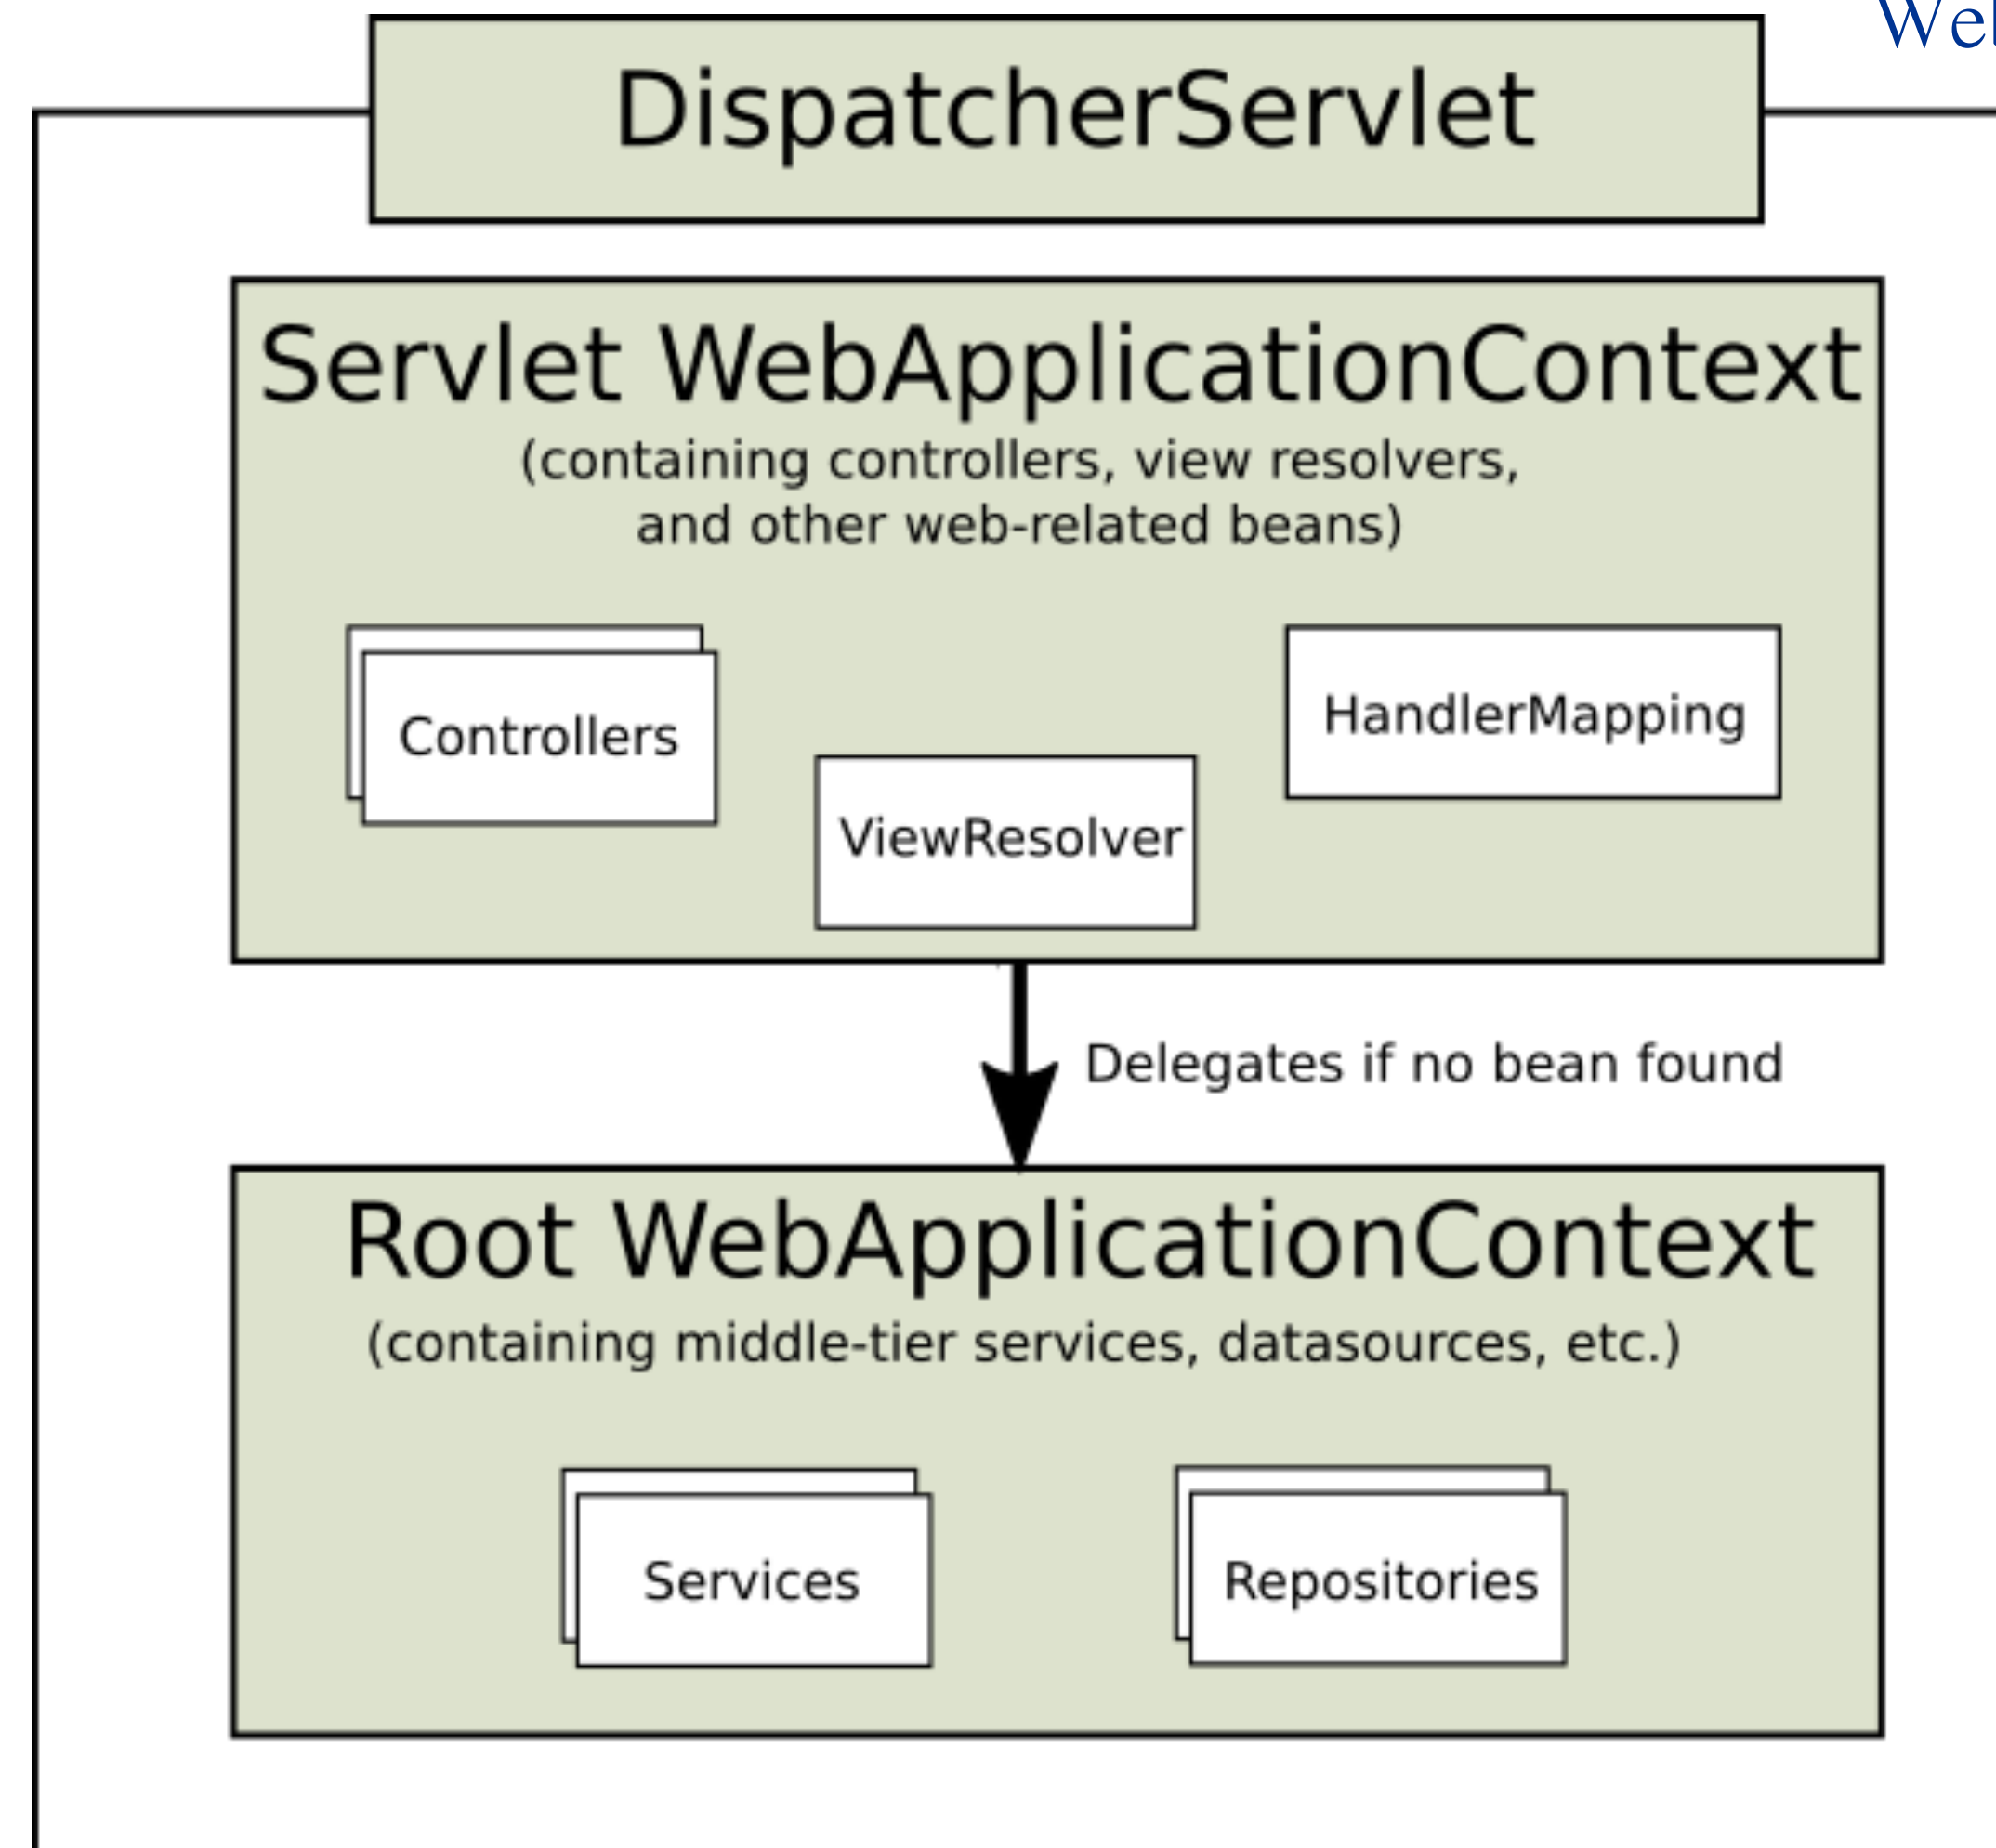 DispatcherServlet
Servlet WebApplicationContext
(containing controllers, view resolvers,
and other web-related beans)
Controllers
HandlerMapping
ViewResolver
Delegates if no bean found
Root WebApplicationContext
(containing middle-tier services, datasources, etc.)
Services
Repositories